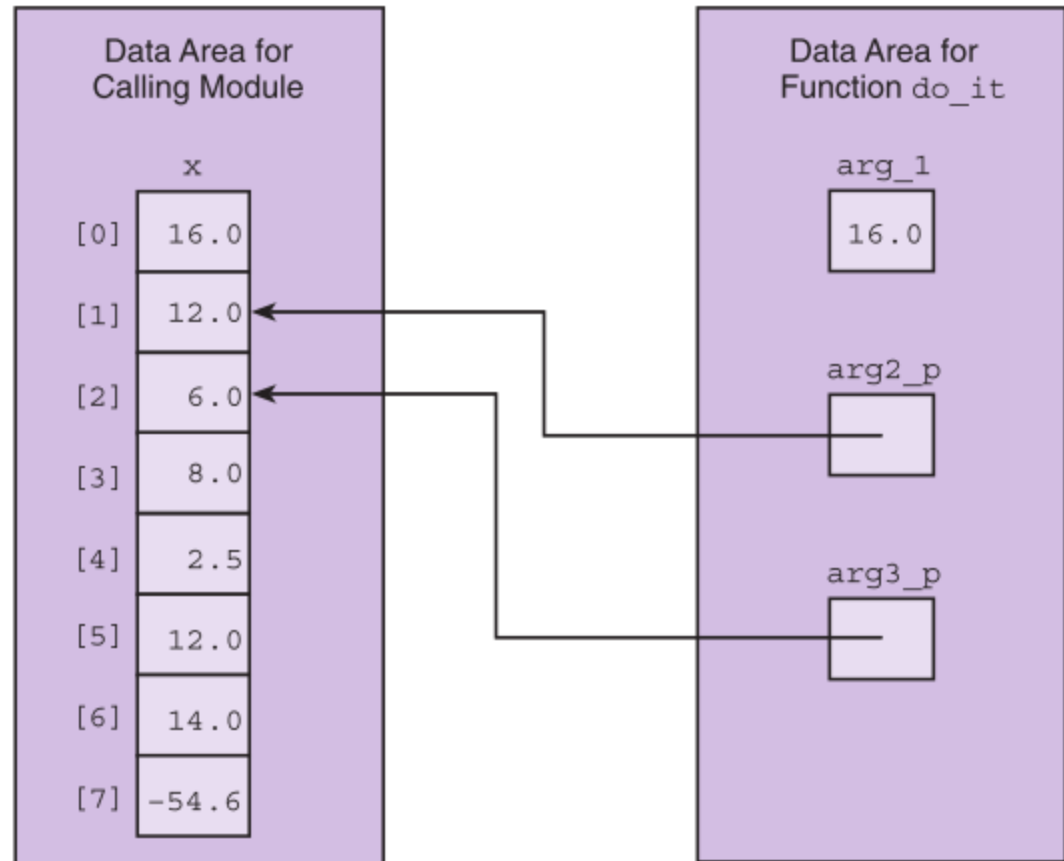 Data Area for
Calling Module
x
[0] 16.0
[1] 12.0
[2] 6.0
[3] 8.0
[4] 2.5
[5] 12.0
[6] 14.0
[7] -54.6
Data Area for
Function do_it
arg_1
16.0
arg2_p
arg3_p